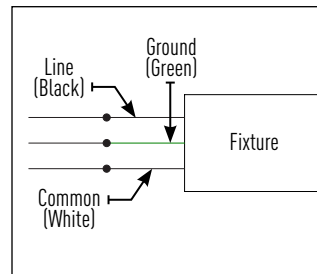 Ground
(Green)
Line
(Black)
Fixture
Common
(White)